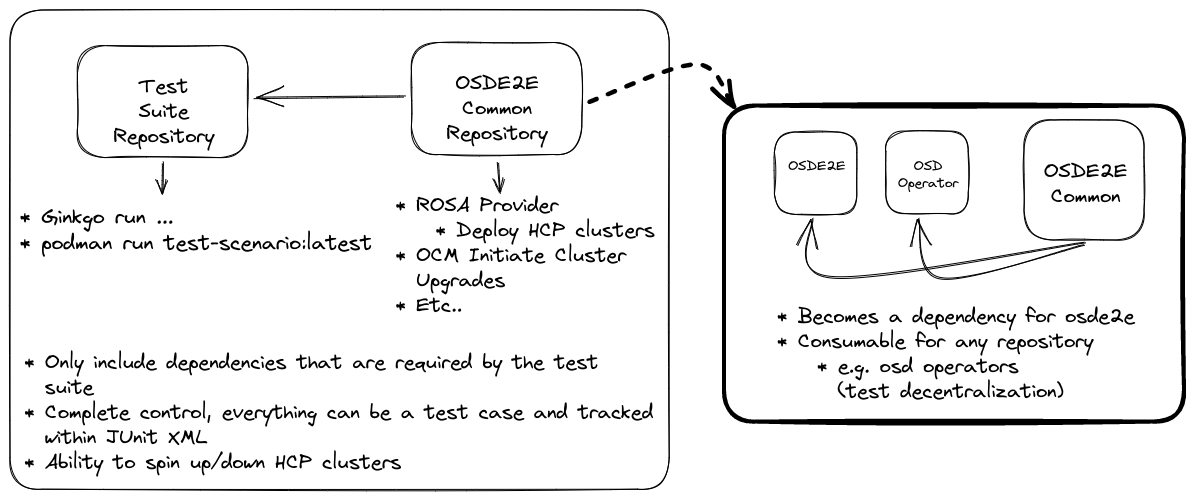 Test
Suite
Repository
OSDE2E
Common
Repository
* Ginkgo run ...
* podman run test-scenario:latest
* ROSA Provider
* Deploy HCP clusters
* OCM Initiate Cluster
Upgrades
* Etc..
* Only include dependencies that are required by the test
suite
* Complete control, everything can be a test case and tracked
within JUnit XML
* Ability to spin up/down HCP clusters
OSDE2E
OSD
Operator
OSDE2E
Common
* Becomes a dependency for osde2e
* Consumable for any repository
* e.g. osd operators
(test decentralization)